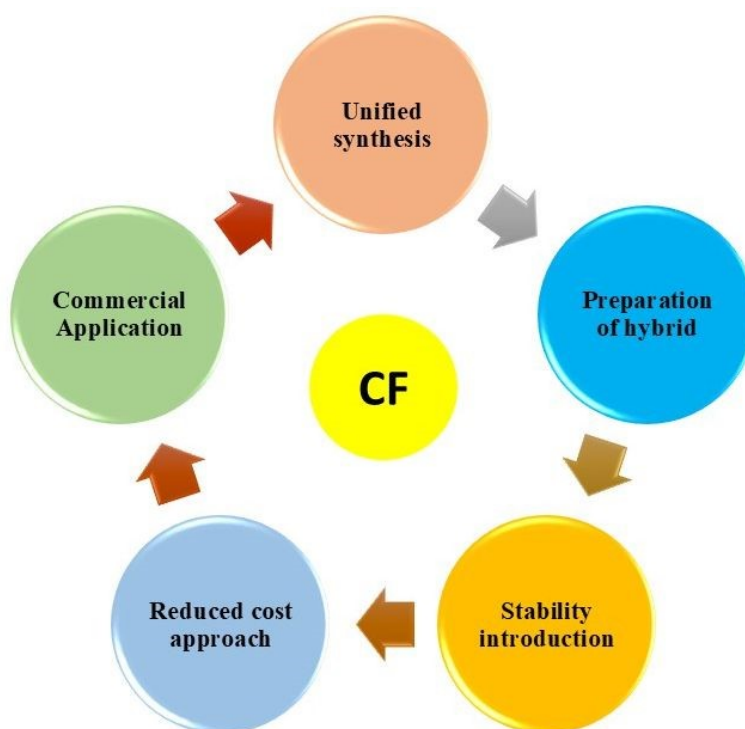 Unified
synthesis
Preparation
of hybrid
Stability
introduction
Reduced cost
approach
Commercial
Application
CF